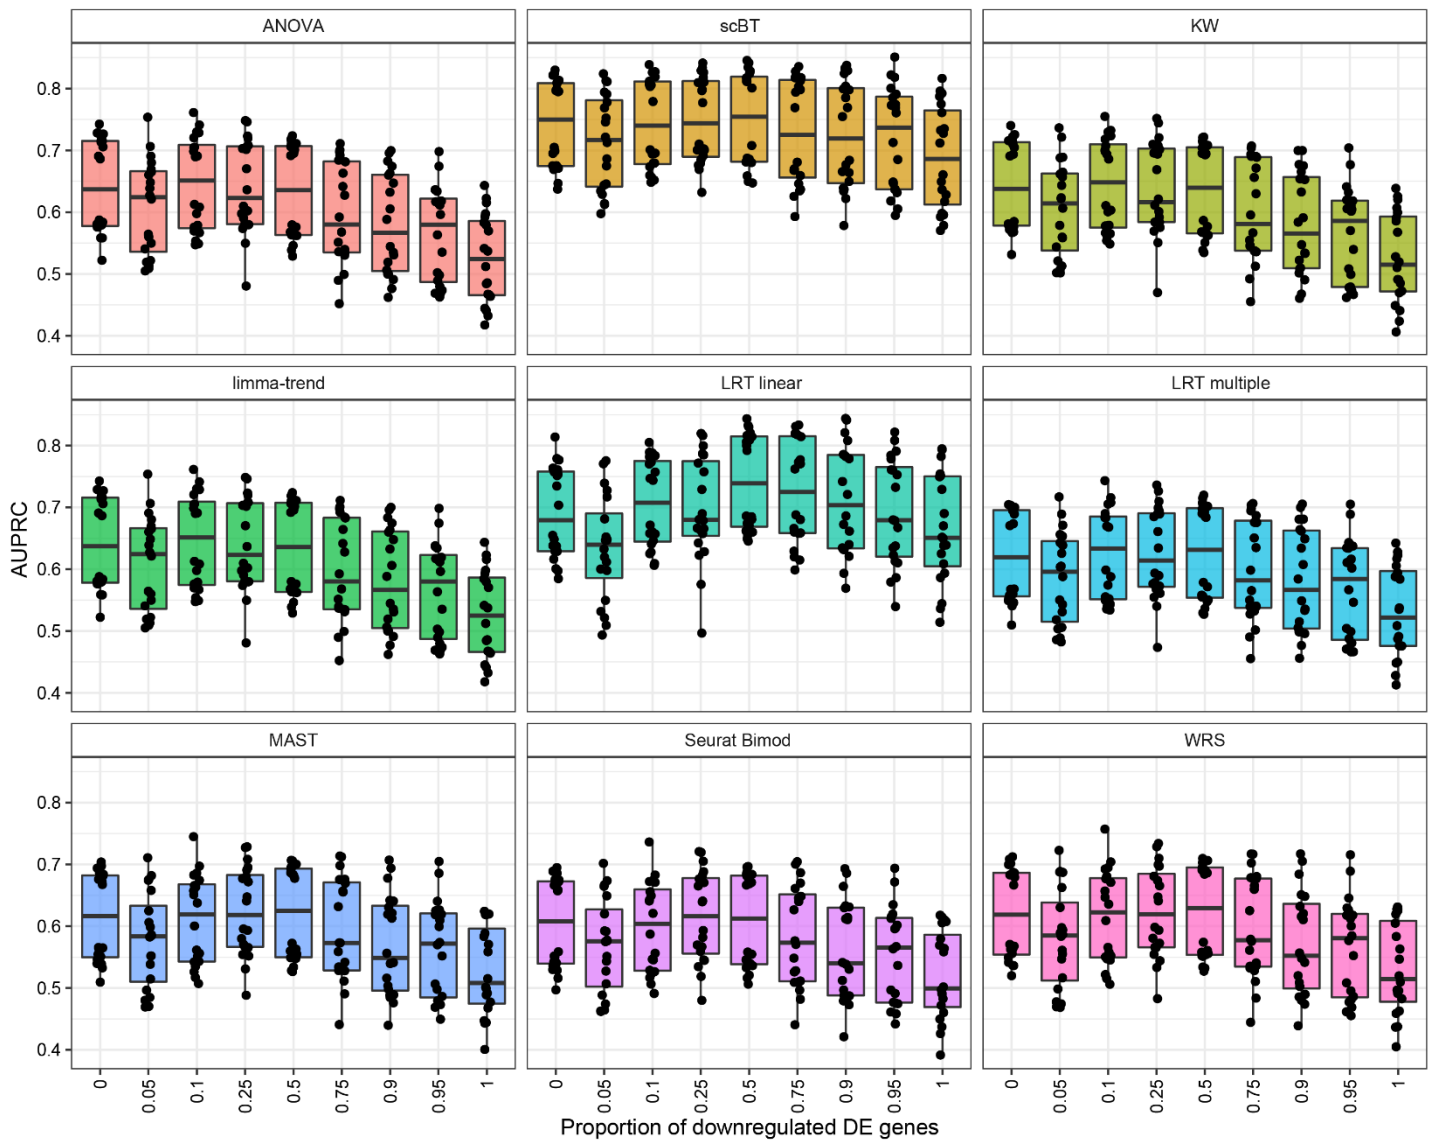 ANOVA scBT KW
0.8
0.7
0.6
0.5
0.4
limma-trend LRT linear LRT multiple
0.8
0.7
0.6
0.5
0.4
AUPRC
MAST Seurat Bimod WRS
0.8
0.7
0.6
0.5
0.4
0 0.05 0.1 0.25 0.5 0.75 0.9 0.95 1 0 0.05 0.1 0.25 0.5 0.75 0.9 0.95 1 0 0.05 0.1 0.25 0.5 0.75 0.9 0.95 1
Proportion of downregulated DE genes